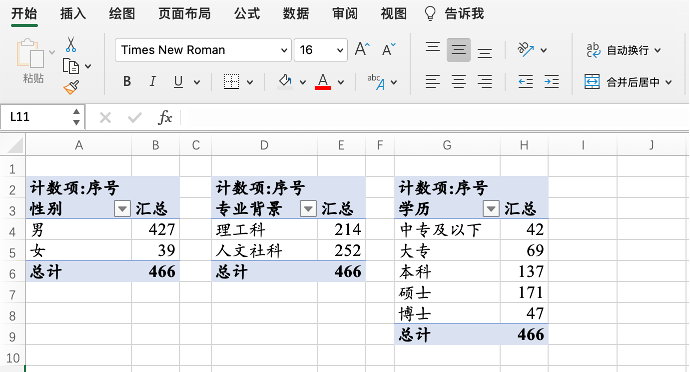 开始 插入 绘图 页面布局 公式 数据 审阅 视图 告诉我
粘贴 Times New Roman 16 A A ab c 自动换行
B I U A abc A 合并后居中
L11 fx
A B C D E F G H I J
1
2 计数项:序号 计数项:序号 计数项:序号
3 性别 汇总 专业背景 汇总 学历 汇总
4 男 427 理工科 214 中专及以下 42
5 女 39 人文社科 252 大专 69
6 总计 466 总计 466 本科 137
7 硕士 171
8 博士 47
9 总计 466
10